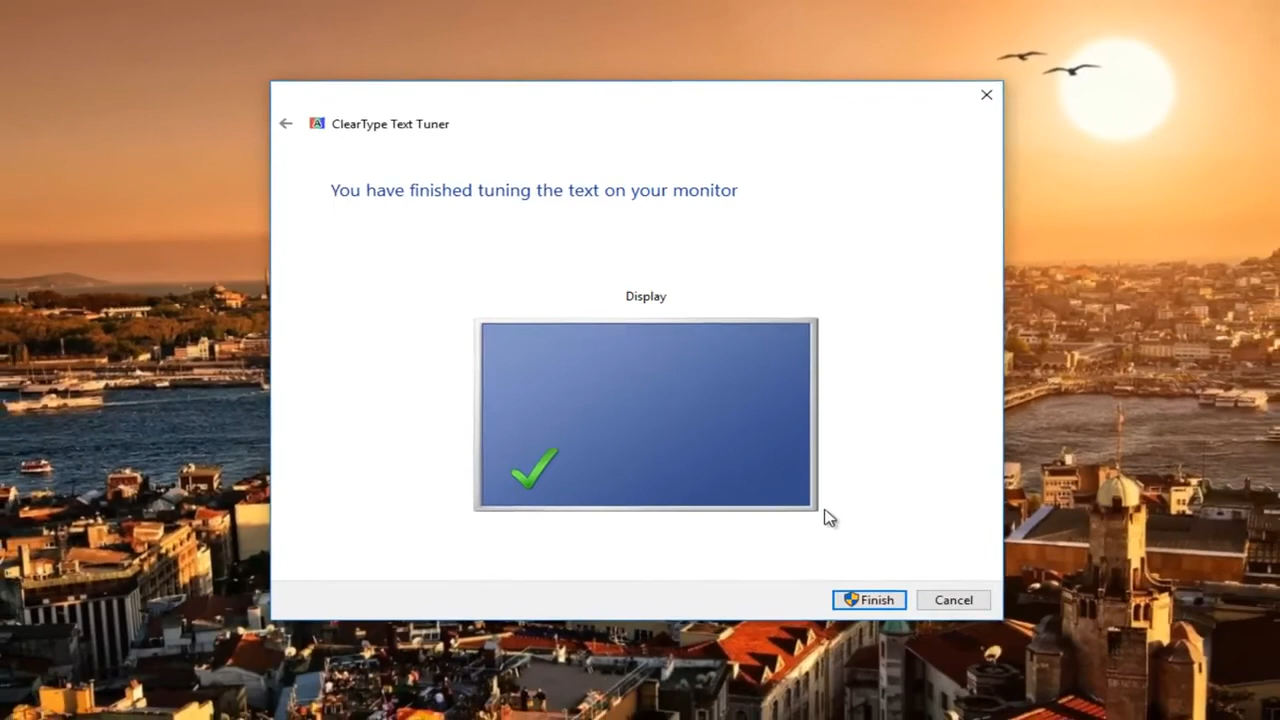 ClearType Text Tuner
You have finished tuning the text on your monitor
Display
Finish
Cancel